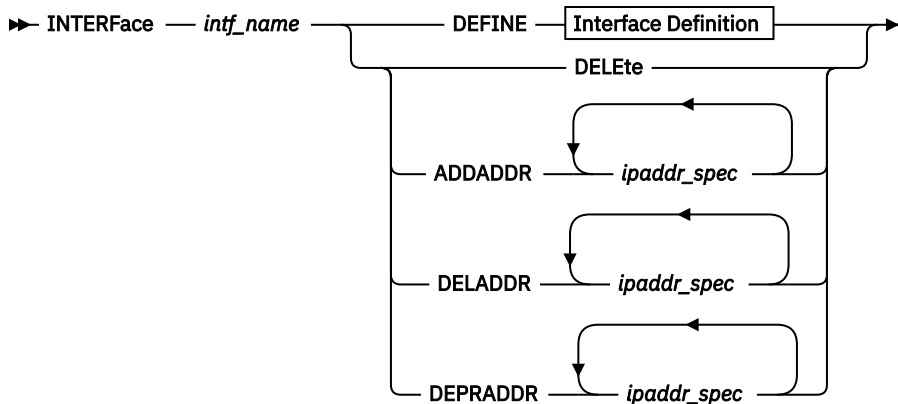 INTERFace intf_name DEFINE Interface Definition
DELEte
ADDADDR ipaddr_spec
DELADDR ipaddr_spec
DEPRADDR ipaddr_spec